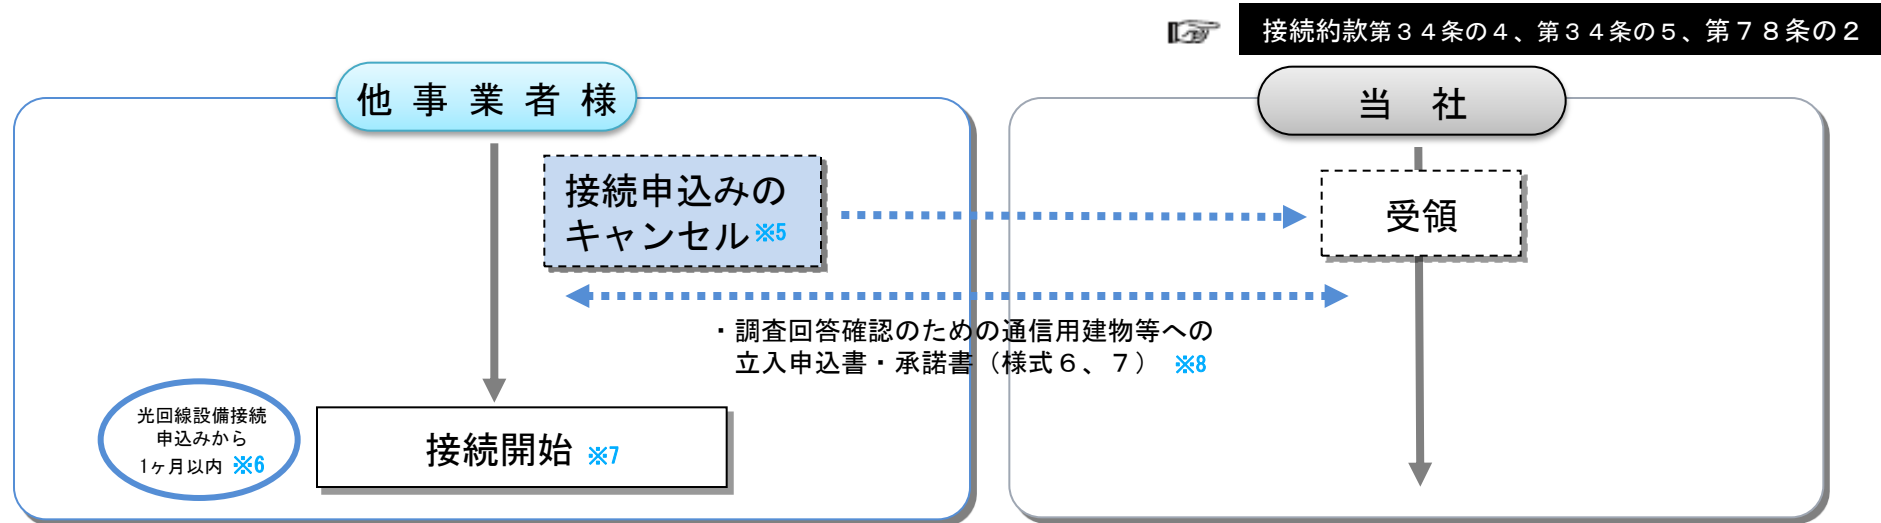 接続約款第３４条の４、第３４条の５、第７８条の２
他事業者様
当社
接続申込みの
キャンセル※5
受領
・調査回答確認のための通信用建物等への
立入申込書・承諾書（様式６、７） ※8
光回線設備接続
申込みから
1ヶ月以内 ※6
接続開始 ※7